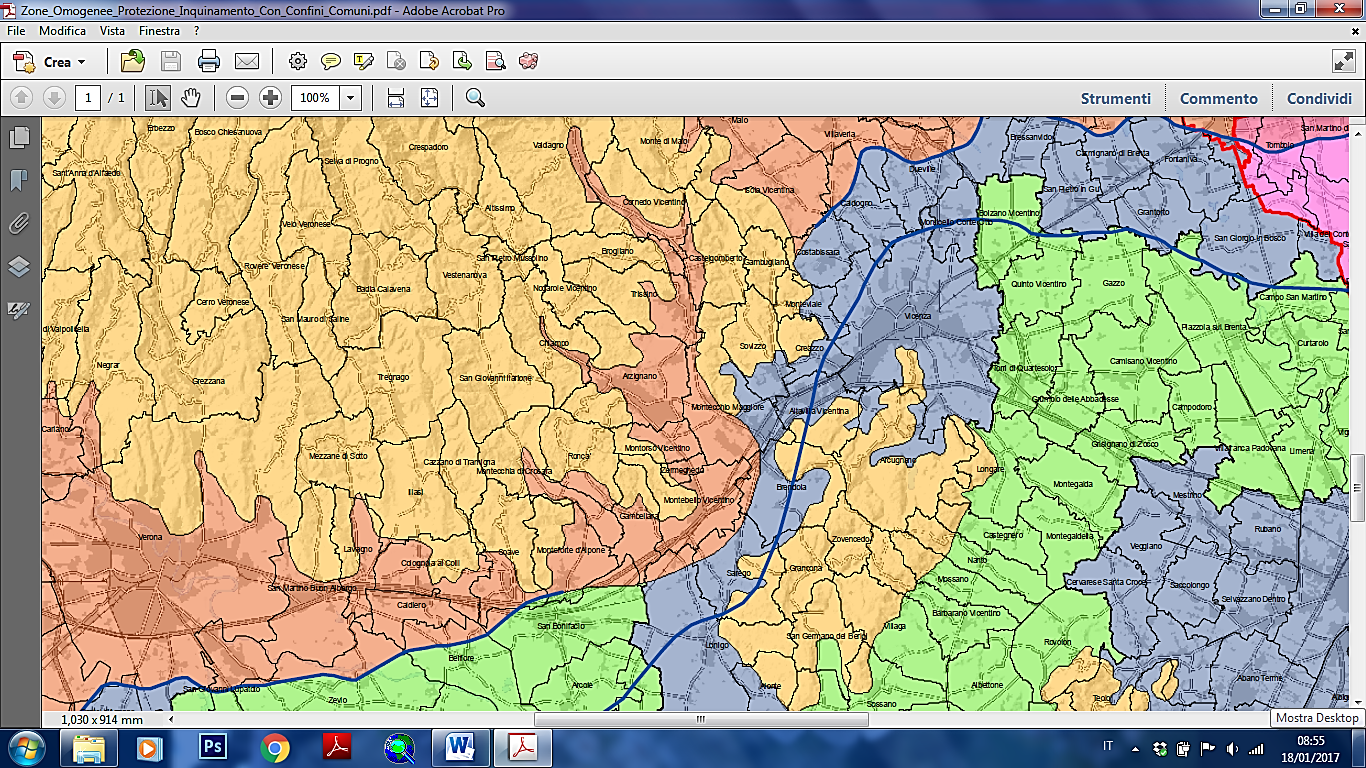 Zone_Omogenee_Protezione_Inquinamento_Con_Confini_Comuni.pdf - Adobe Acrobat Pro
File Modifica Vista Finestra ?
Crea
1 / 1 100% Strumenti Commento Condividi
Erbezzo
Bosco Chiesanuova
Crespadoro
Valdagno
Monte di Malo
Malo
Villaverla
Bressanvido
San Martino d
Selva di Progno
Carmignano di Brenta
Fontaniva
Tombolo
Sant'Anna d'Alfaedo
Dueville
Isola Vicentina
San Pietro in Gu
Altissimo
Cornedo Vicentino
Caldogno
Bolzano Vicentino
Grantorto
Velo Veronese
Monticello Conte Otto
San Giorgio in Bosco
Brogliano
Costabissara
San Pietro Mussolino
Castelgomberto
Gambugliano
Rovere Veronese
Vestenanova
Badia Calavena
Nogarole Vicentino
Trissino
Quinto Vicentino
Gazzo
Campo San Martino
Cerro Veronese
Monteviale
San Mauro di Saline
Vicenza
Piazzola sul Brenta
di Valpolicella
Chiampo
Sovizzo
Creazzo
Curtarolo
Negrar
Camisano Vicentino
Torri di Quartesolo
Grezzana
Tregnago
San Giovanni Ilarione
Arzignano
Grumolo delle Abbadesse
Montecchio Maggiore
Altavilla Vicentina
Campodoro
Grisignano di Zocco
Villafranca Padovana
Limena
Montorso Vicentino
Mezzane di Sotto
Cazzano di Tramigna
Roncà
Arcugnano
Montecchia di Crosara
Zermeghedo
Longare
Brendola
Montegalda
Illasi
Mestrino
Montebello Vicentino
Gambellara
Rubano
Verona
Castegnero
Montegaldella
Zovencedo
Lavagno
Soave
Monteforte d'Alpone
Veggiano
Colognola ai Colli
Nanto
Grancona
Sarego
Mossano
Cervarese Santa Croce
Saccolongo
San Martino Buon Albergo
Caldiero
Selvazzano Dentro
Barbarano Vicentino
San Bonifacio
Villaga
San Germano dei Berici
Lonigo
Rovolon
Belfiore
Abano Terme
Arcole
Alonte
Albettone
San Giovanni Lupatoto
Zevio
Sossano
Teolo
1,030 x 914 mm
Mostra Desktop
IT
08:55
18/01/2017